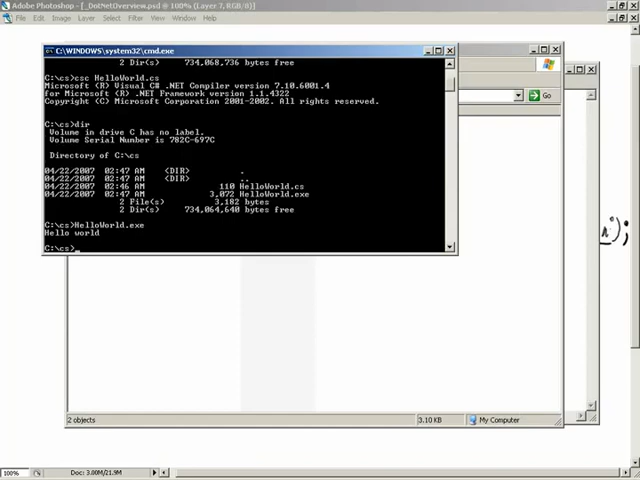 Adobe Photoshop - [_DotNetOverview.psd @ 100% (Layer 7, RGB/8)]
File Edit Image Layer Select Filter View Window Help
C:\WINDOWS\system32\cmd.exe
2 Dir(s) 734,068,736 bytes free
C:\cs>csc HelloWorld.cs
Microsoft (R) Visual C# .NET Compiler version 7.10.6001.4
for Microsoft (R) .NET Framework version 1.1.4322
Copyright (C) Microsoft Corporation 2001-2002. All rights reserved.
C:\cs>dir
Volume in drive C has no label.
Volume Serial Number is 782C-697C
Directory of C:\cs
04/22/2007 02:47 AM <DIR> .
04/22/2007 02:47 AM <DIR> ..
04/22/2007 02:46 AM 110 HelloWorld.cs
04/22/2007 02:47 AM 3,072 HelloWorld.exe
2 File(s) 3,182 bytes
2 Dir(s) 734,064,640 bytes free
C:\cs>HelloWorld.exe
Hello world
C:\cs>_
Go
2 objects 3.10 KB My Computer
100% Doc: 3.00M/21.9M